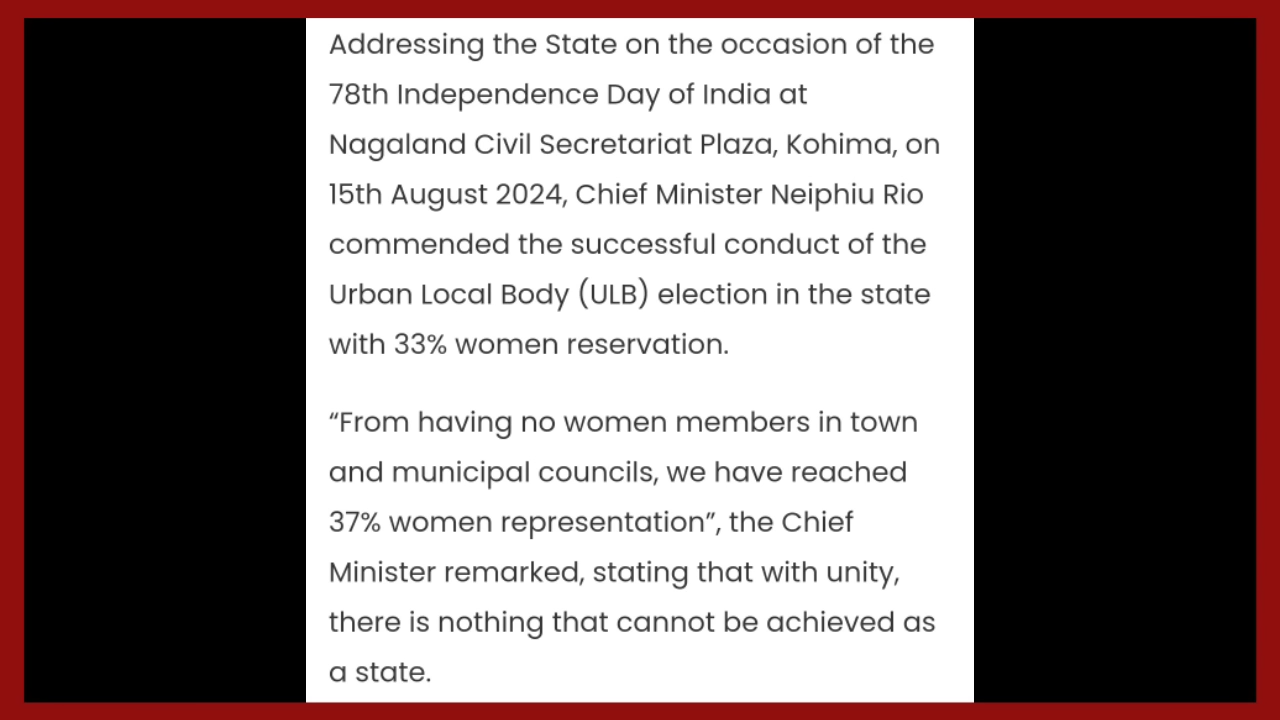 Addressing the State on the occasion of the
78th Independence Day of India at
Nagaland Civil Secretariat Plaza, Kohima, on
15th August 2024, Chief Minister Neiphiu Rio
commended the successful conduct of the
Urban Local Body (ULB) election in the state
with 33% women reservation.
“From having no women members in town
and municipal councils, we have reached
37% women representation”, the Chief
Minister remarked, stating that with unity,
there is nothing that cannot be achieved as
a state.